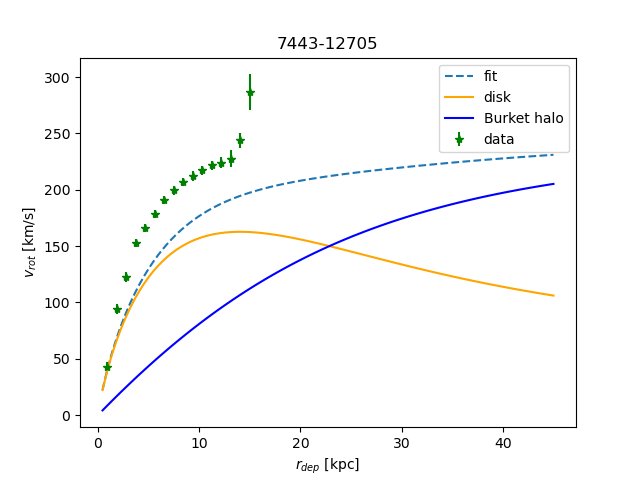 7443-12705
fit
disk
Burket halo
data
300
250
200
150
100
50
0
v_rot [km/s]
0 10 20 30 40
r_dep [kpc]